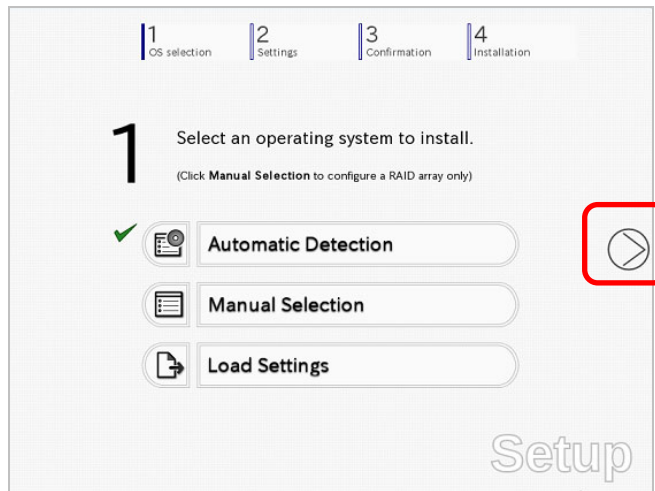 1
OS selection
2
Settings
3
Confirmation
4
Installation
1
Select an operating system to install.
(Click Manual Selection to configure a RAID array only)
Automatic Detection
Manual Selection
Load Settings
Setup